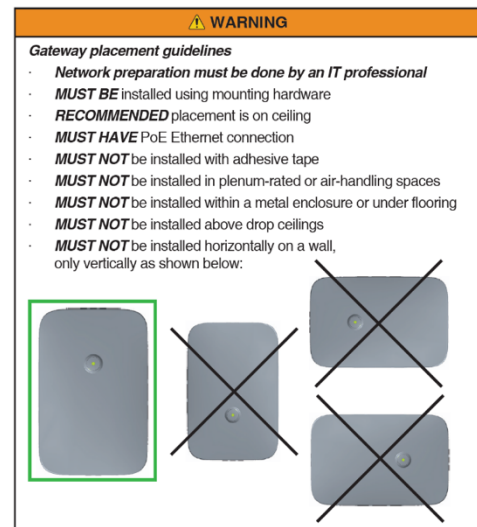 ⚠ WARNING
Gateway placement guidelines
· Network preparation must be done by an IT professional
· MUST BE installed using mounting hardware
· RECOMMENDED placement is on ceiling
· MUST HAVE PoE Ethernet connection
· MUST NOT be installed with adhesive tape
· MUST NOT be installed in plenum-rated or air-handling spaces
· MUST NOT be installed within a metal enclosure or under flooring
· MUST NOT be installed above drop ceilings
· MUST NOT be installed horizontally on a wall,
only vertically as shown below: